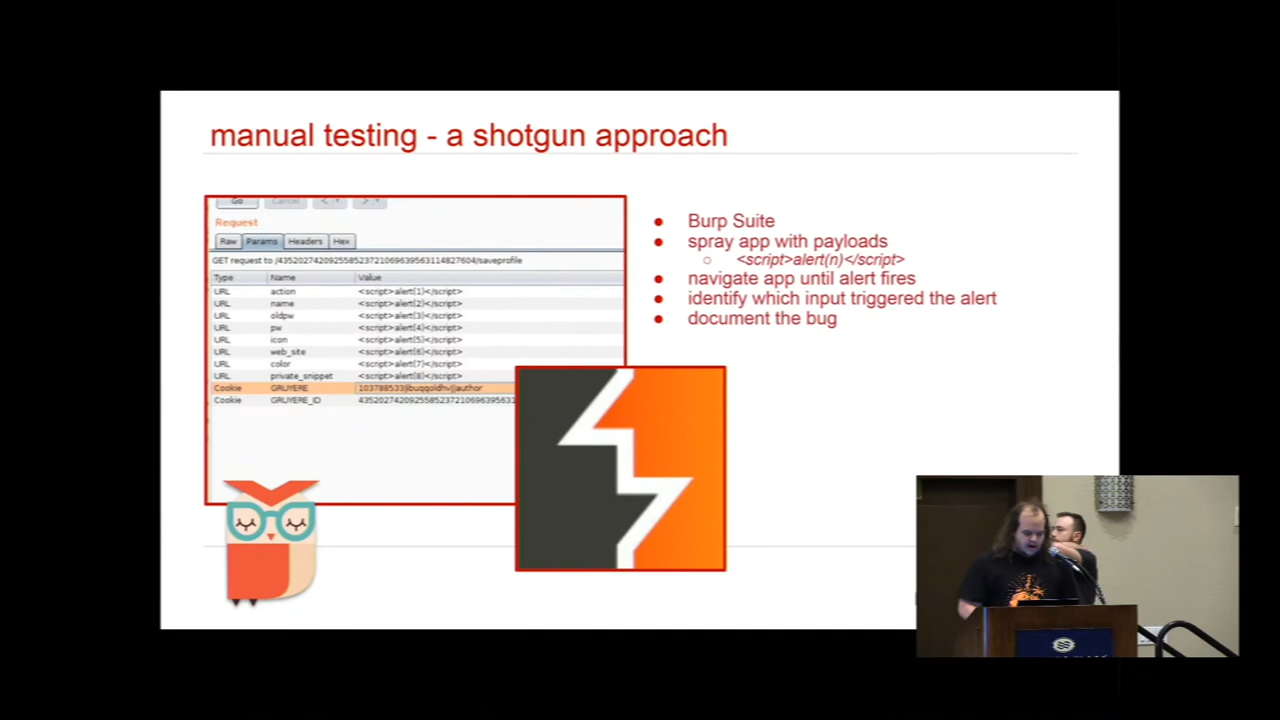 manual testing - a shotgun approach
Go Cancel < >
Request
Raw Params Headers Hex
GET request to /435202742092558523721069639563114827604/saveprofile
Type Name Value
URL action <script>alert(1)</script>
URL name <script>alert(2)</script>
URL oldpw <script>alert(3)</script>
URL pw <script>alert(4)</script>
URL icon <script>alert(5)</script>
URL web_site <script>alert(6)</script>
URL color <script>alert(7)</script>
URL private_snippet <script>alert(8)</script>
Cookie GRUYERE
Cookie GRUYERE_ID
● Burp Suite
● spray app with payloads
○ <script>alert(n)</script>
● navigate app until alert fires
● identify which input triggered the alert
● document the bug